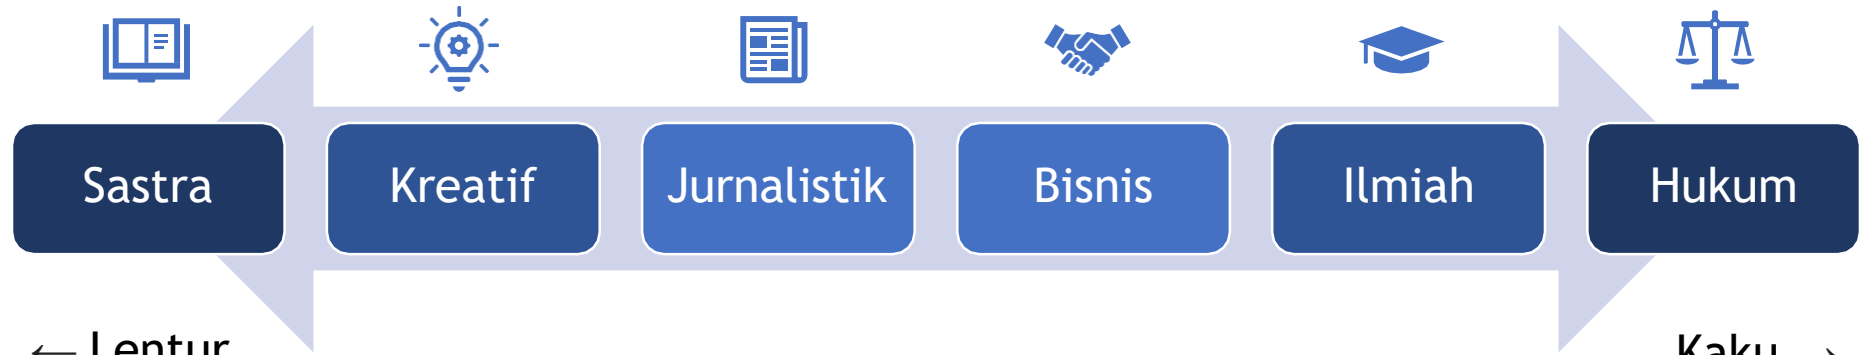 Sastra Kreatif Jurnalistik Bisnis Ilmiah Hukum
← Lentur Kaku →